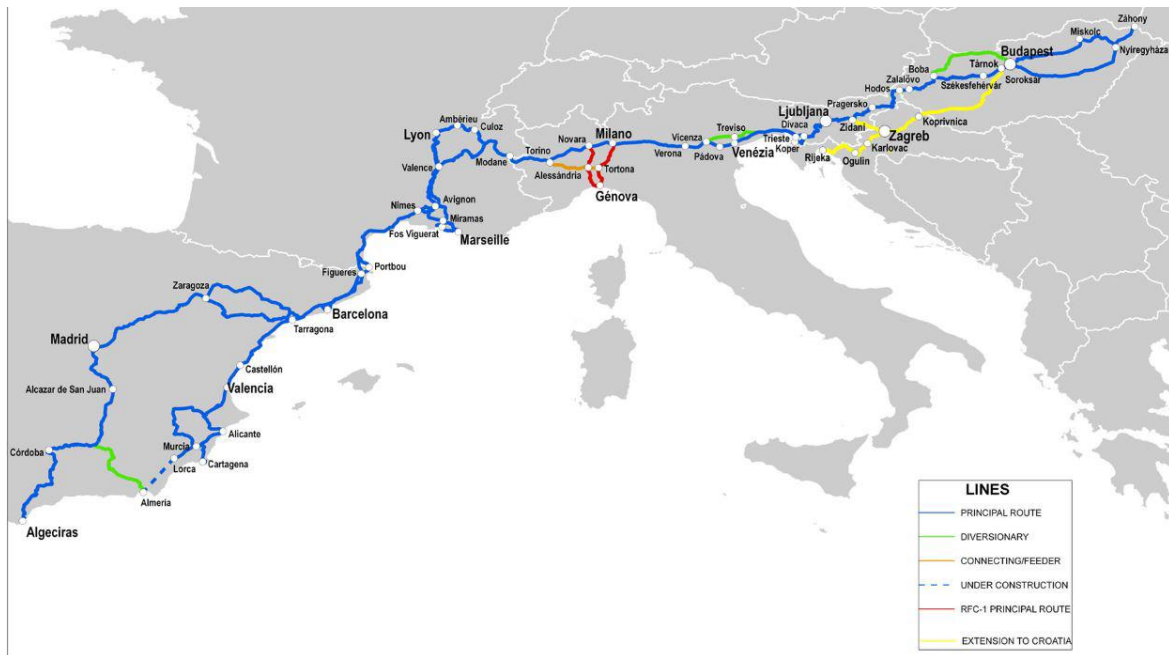 Záhony
Miskolc
Nyíregyháza
Budapest
Tárnok
Soroksár
Boba
Székesfehérvár
Zalalövo
Hodos
Pragersko
Ljubljana
Zidani
Koprivnica
Zagreb
Divaca
Trieste
Koper
Karlovac
Rijeka
Ogulin
Ambérieu
Culoz
Lyon
Novara
Milano
Vicenza
Treviso
Torino
Modane
Verona
Pádova
Venézia
Valence
Alessándria
Tortona
Génova
Nimes
Avignon
Miramas
Fos Viguerat
Marseille
Portbou
Figueres
Zaragoza
Barcelona
Tarragona
Madrid
Castellón
Alcazar de San Juan
Valencia
Alicante
Murcia
Córdoba
Lorca
Cartagena
Almería
Algeciras
LINES
PRINCIPAL ROUTE
DIVERSIONARY
CONNECTING/FEEDER
UNDER CONSTRUCTION
RFC-1 PRINCIPAL ROUTE
EXTENSION TO CROATIA